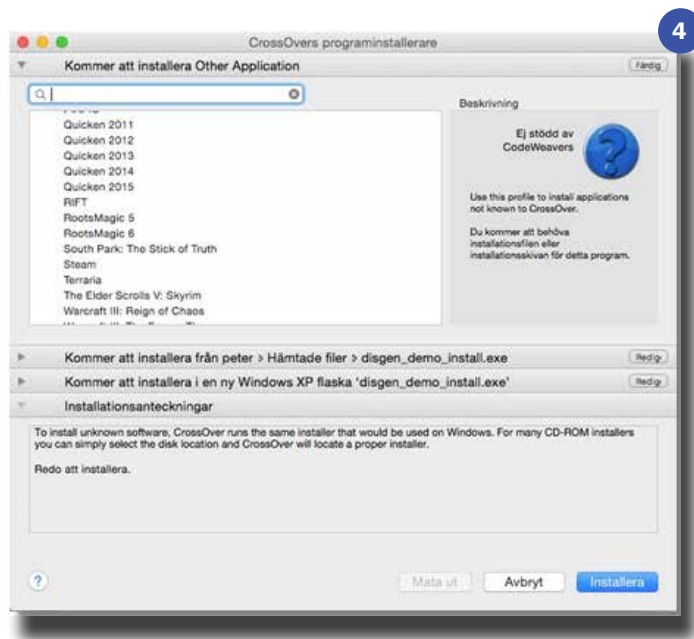 4
CrossOvers programinstallerare
Kommer att installera Other Application
Färdig
Beskrivning
Quicken 2011
Quicken 2012
Quicken 2013
Quicken 2014
Quicken 2015
RIFT
RootsMagic 5
RootsMagic 6
South Park: The Stick of Truth
Steam
Terraria
The Elder Scrolls V: Skyrim
Warcraft III: Reign of Chaos
Ej stödd av
CodeWeavers
?
Use this profile to install applications
not known to CrossOver.
Du kommer att behöva
installationsfilen eller
installationsskivan för detta program.
Kommer att installera från peter > Hämtade filer > disgen_demo_install.exe
Redig
Kommer att installera i en ny Windows XP flaska 'disgen_demo_install.exe'
Redig
Installationsanteckningar
To install unknown software, CrossOver runs the same installer that would be used on Windows. For many CD-ROM installers
you can simply select the disk location and CrossOver will locate a proper installer.
Redo att installera.
?
Mata ut
Avbryt
Installera